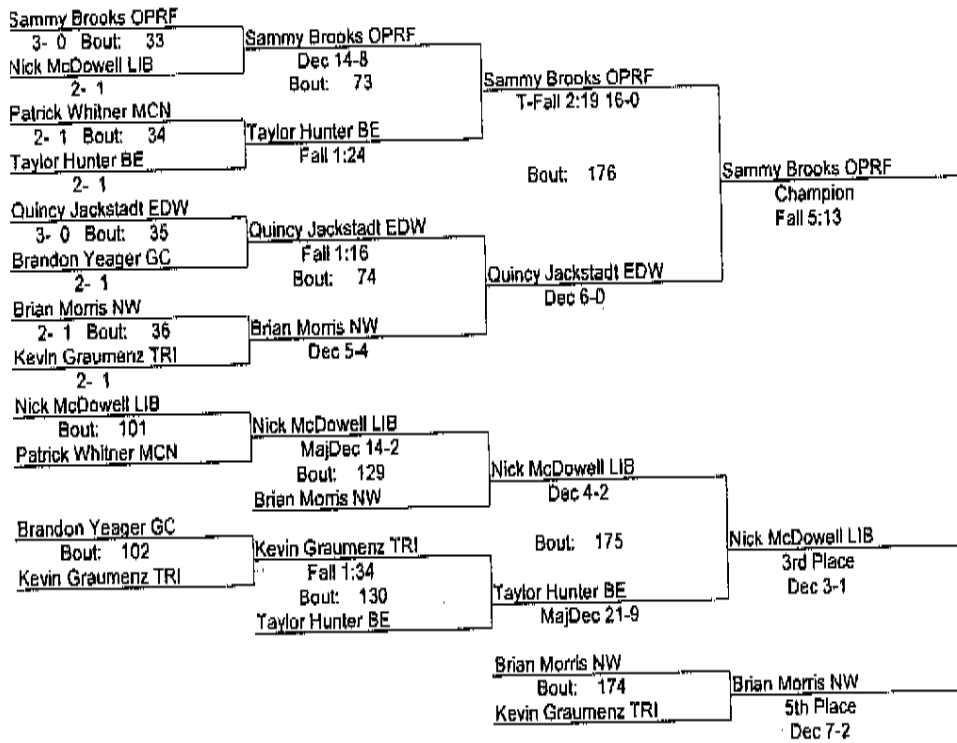 Sammy Brooks OPRF
3- 0 Bout: 33
Nick McDowell LIB
2- 1
Patrick Whitner MCN
2- 1 Bout: 34
Taylor Hunter BE
2- 1
Quincy Jackstadt EDW
3- 0 Bout: 35
Brandon Yeager GC
2- 1
Brian Morris NW
2- 1 Bout: 36
Kevin Graumenz TRI
2- 1
Sammy Brooks OPRF
Dec 14-8
Bout: 73
Taylor Hunter BE
Fall 1:24
Quincy Jackstadt EDW
Fall 1:16
Bout: 74
Brian Morris NW
Dec 5-4
Sammy Brooks OPRF
T-Fall 2:19 16-0
Bout: 176
Quincy Jackstadt EDW
Dec 6-0
Sammy Brooks OPRF
Champion
Fall 5:13
Nick McDowell LIB
Bout: 101
Patrick Whitner MCN
Brandon Yeager GC
Bout: 102
Kevin Graumenz TRI
Nick McDowell LIB
MajDec 14-2
Bout: 129
Brian Morris NW
Kevin Graumenz TRI
Fall 1:34
Bout: 130
Taylor Hunter BE
Nick McDowell LIB
Dec 4-2
Bout: 175
Taylor Hunter BE
MajDec 21-9
Nick McDowell LIB
3rd Place
Dec 3-1
Brian Morris NW
Bout: 174
Kevin Graumenz TRI
Brian Morris NW
5th Place
Dec 7-2